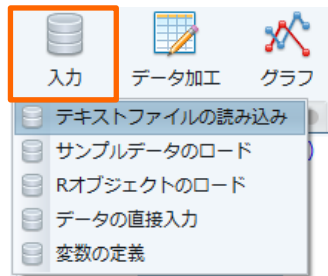 入力 データ加工 グラフ
テキストファイルの読み込み
サンプルデータのロード )
Rオブジェクトのロード
データの直接入力
変数の定義